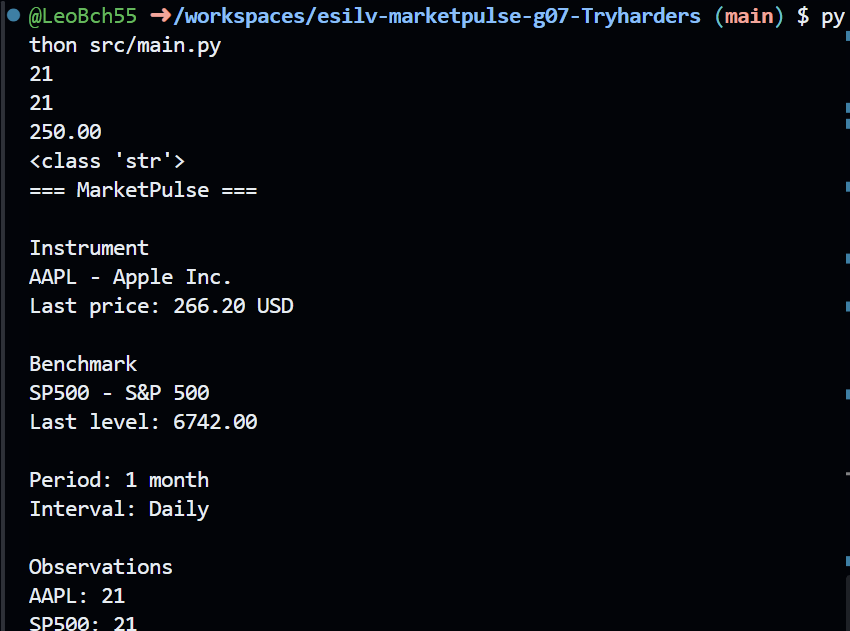 @LeoBch55 ➜/workspaces/esilv-marketpulse-g07-Tryharders (main) $ py
thon src/main.py
21
21
250.00
<class 'str'>
=== MarketPulse ===
Instrument
AAPL - Apple Inc.
Last price: 266.20 USD
Benchmark
SP500 - S&P 500
Last level: 6742.00
Period: 1 month
Interval: Daily
Observations
AAPL: 21
SP500: 21